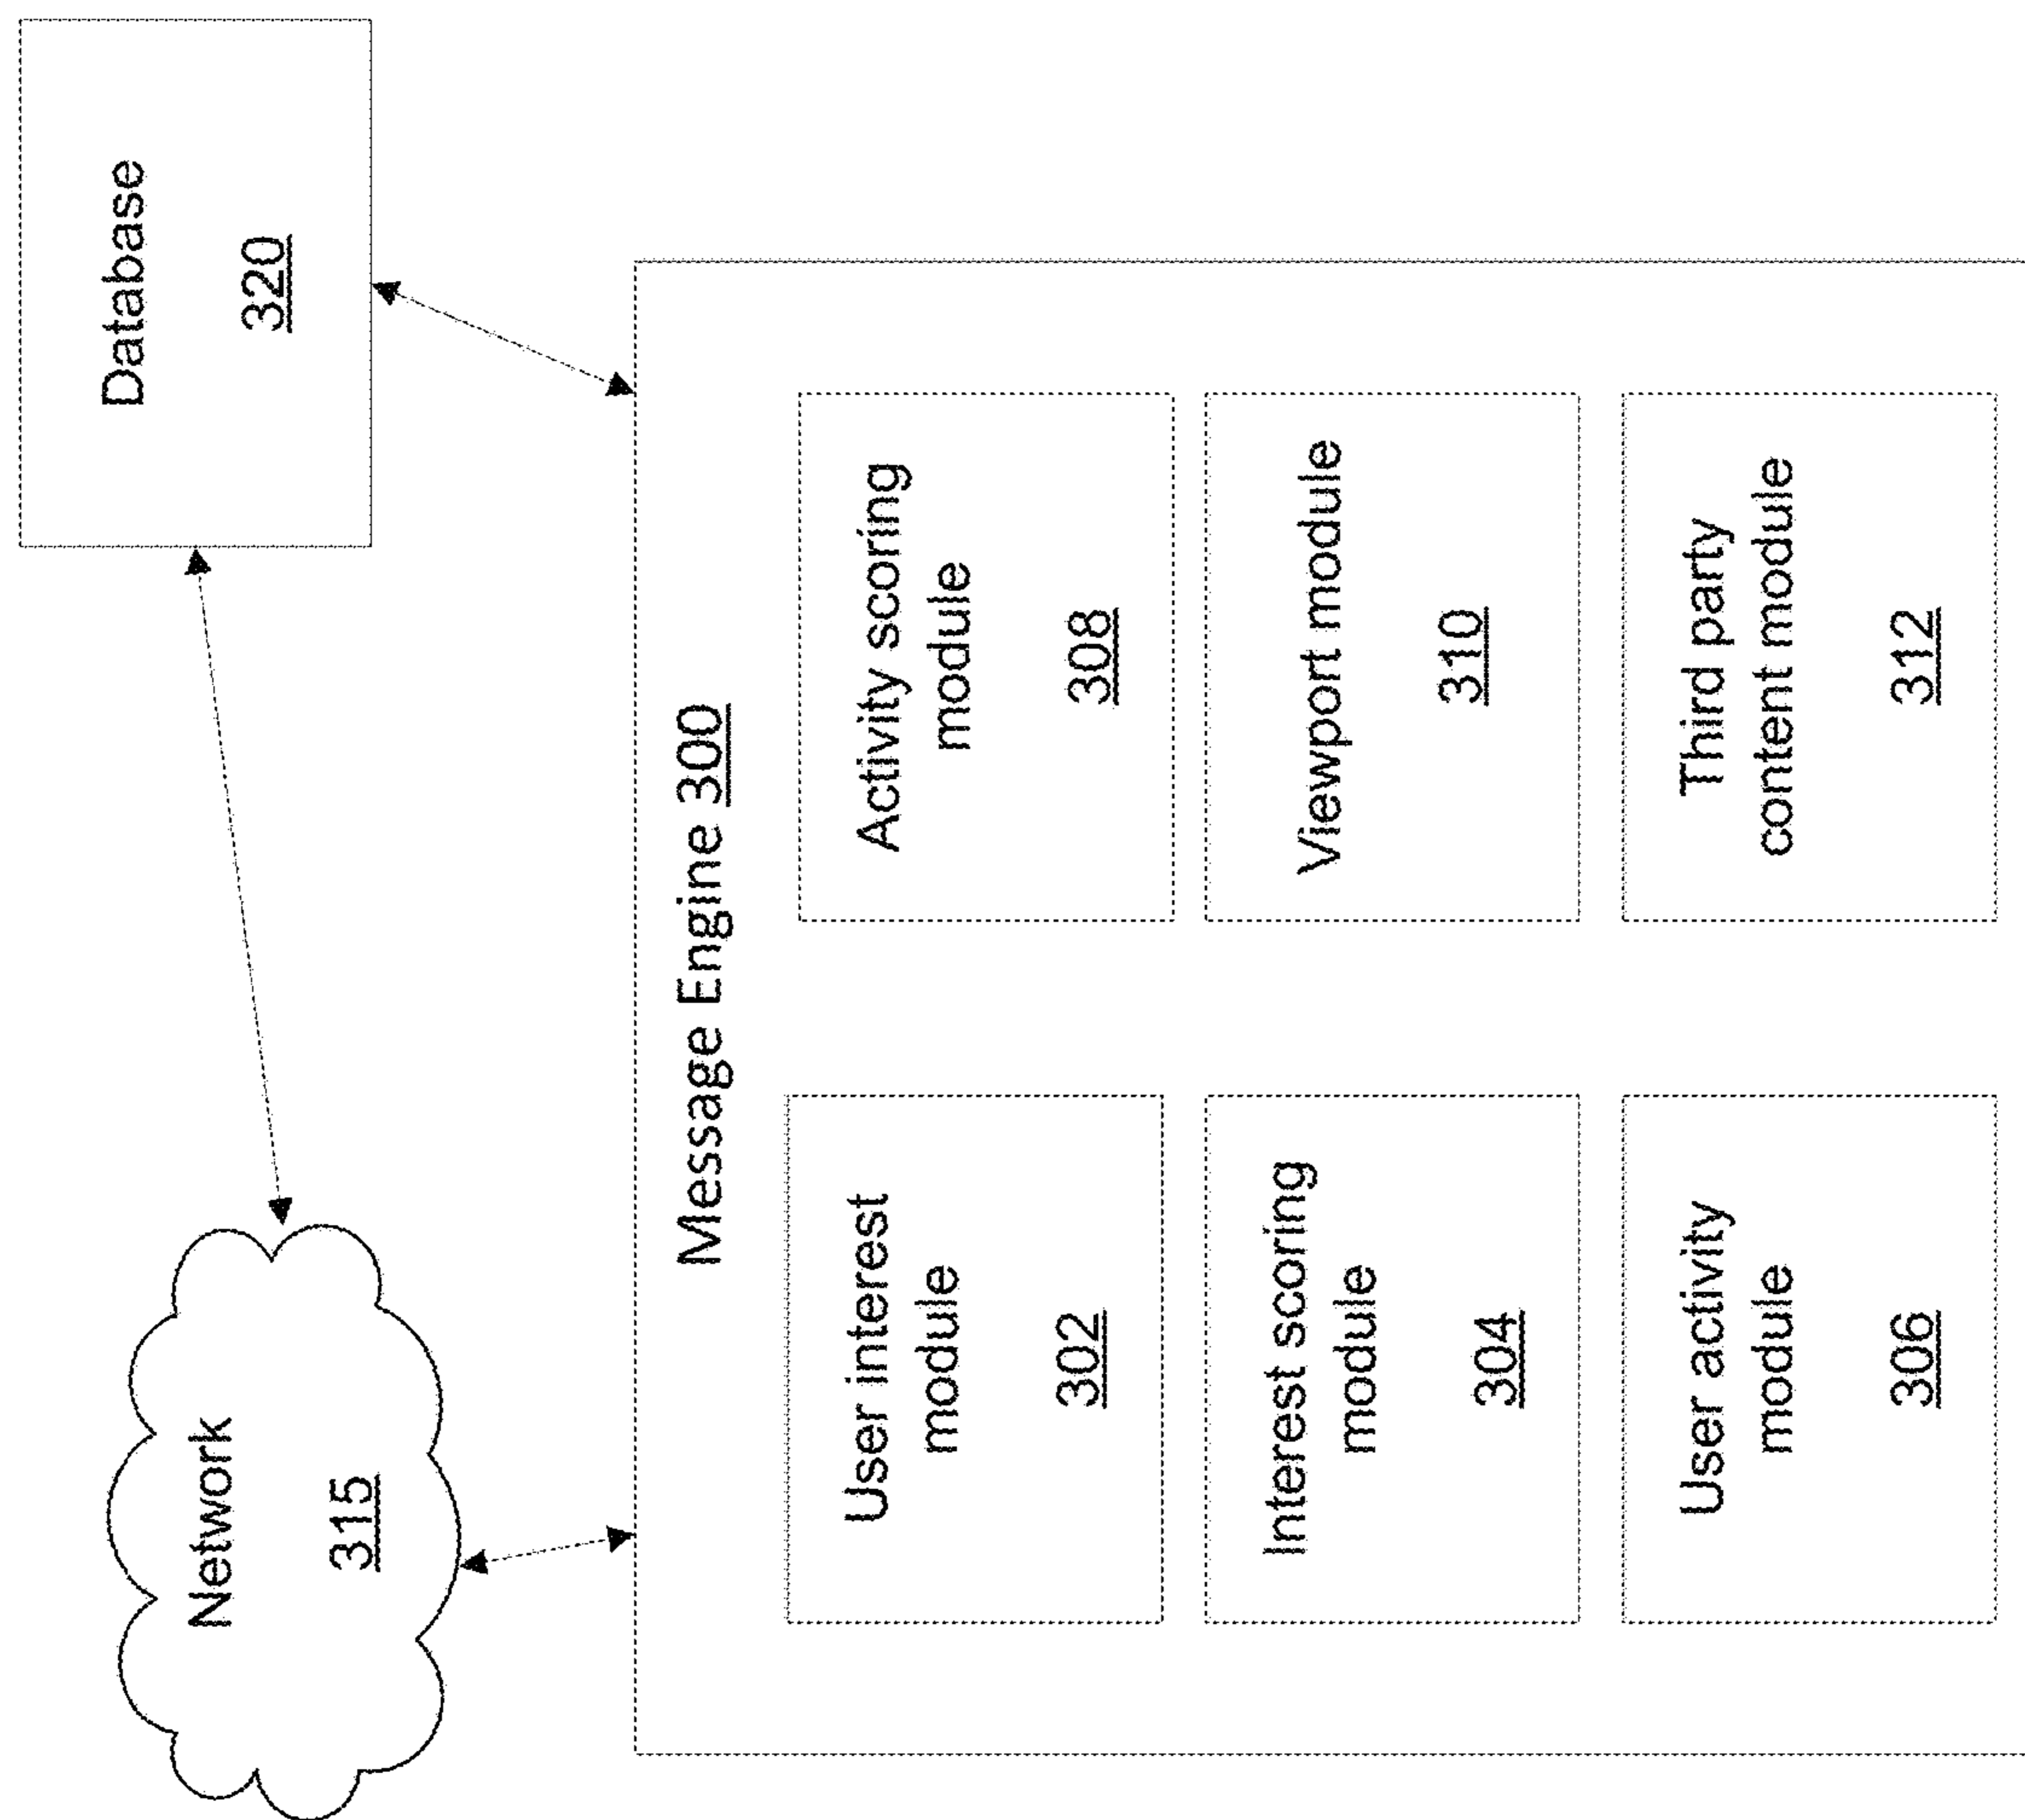 Network
315
Database
320
Message Engine 300
User interest
module
302
Activity scoring
module
308
Interest scoring
module
304
Viewport module
310
User activity
module
306
Third party
content module
312